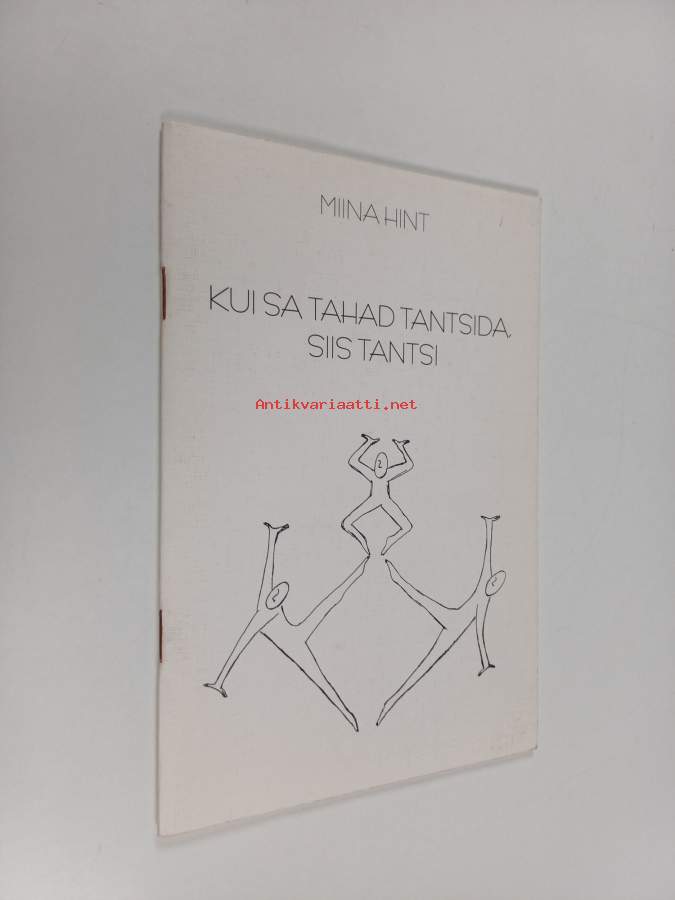 MIINA HINT
KUI SA TAHAD TANTSIDA,
SIIS TANTSI
Antikvariaatti.net